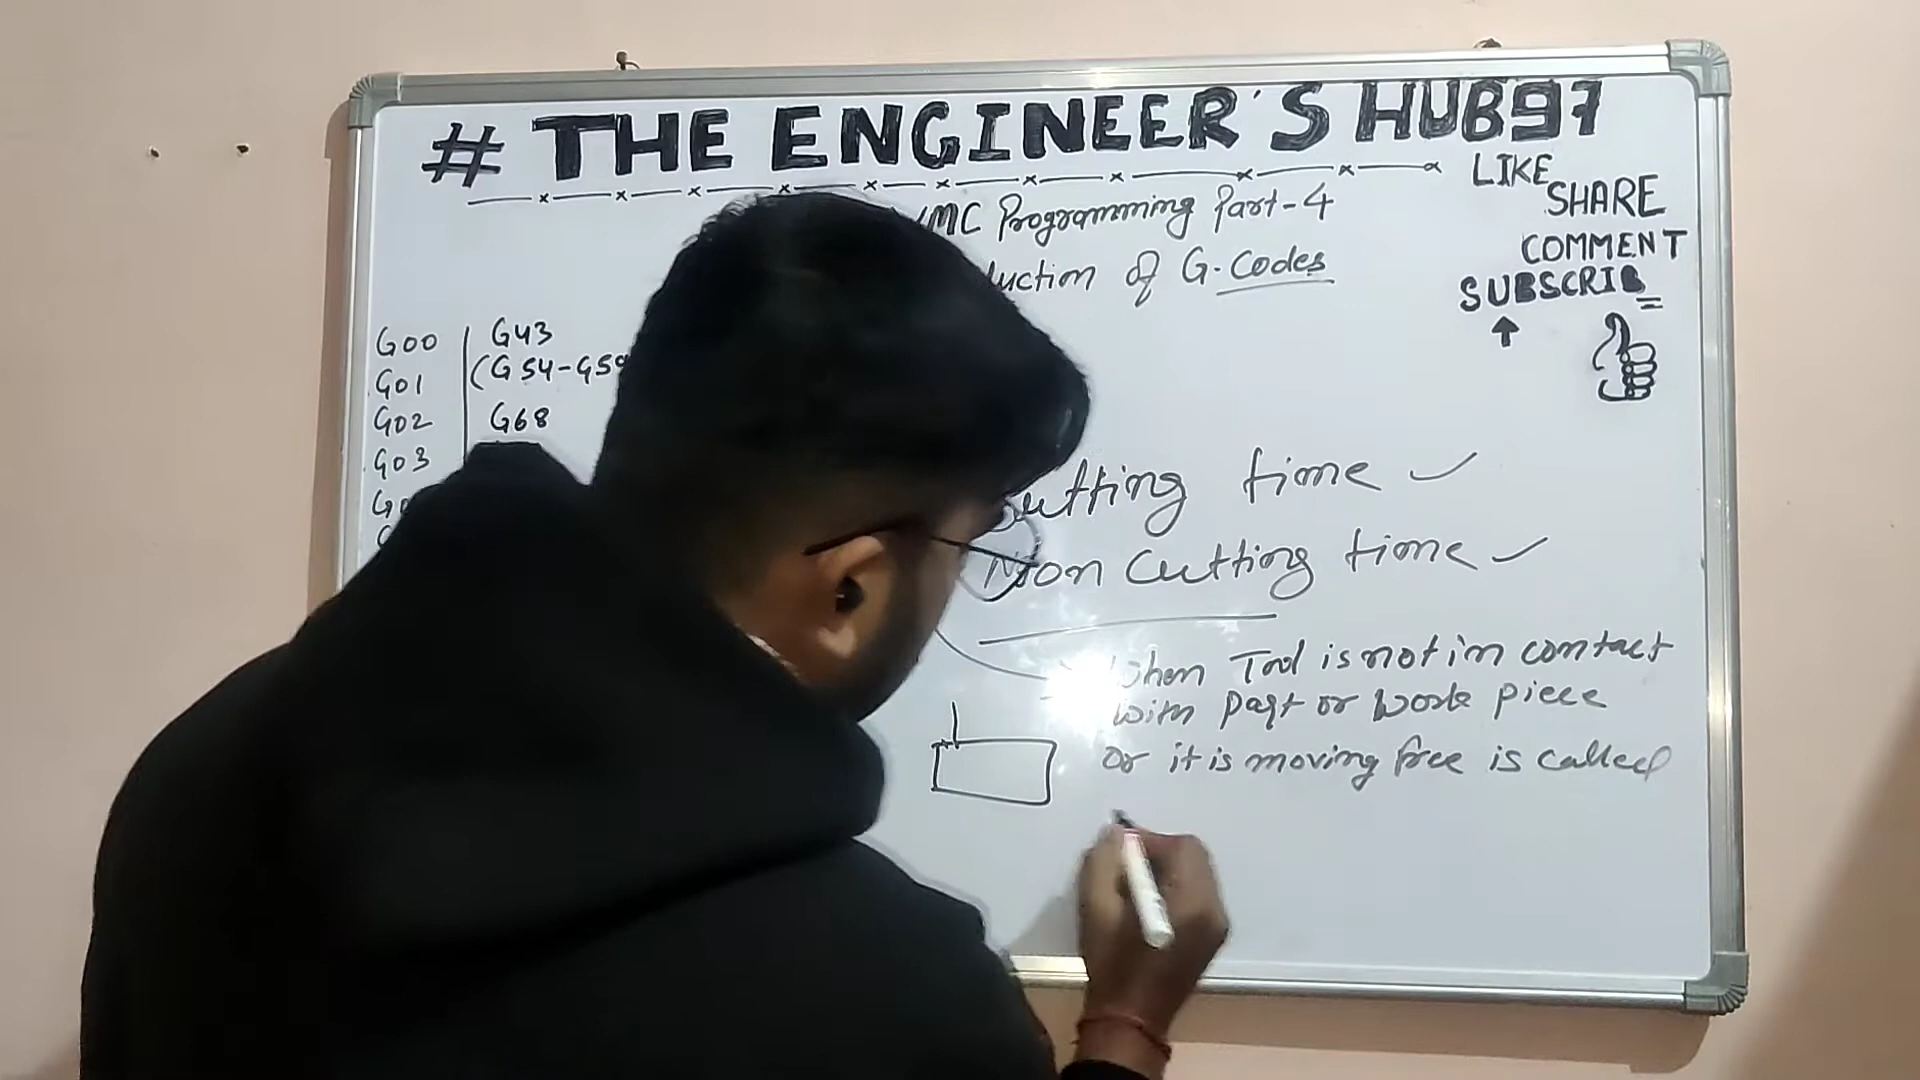 # THE ENGINEER'S HUB97
LIKE
SHARE
COMMENT
SUBSCRIB
VMC Programming Part-4
of G-Codes
G00
G01
G02
G03
G43
(G54-G59
G68
Cutting time
Non Cutting time
When Tool is not in contact
with part or work piece
or it is moving free is called